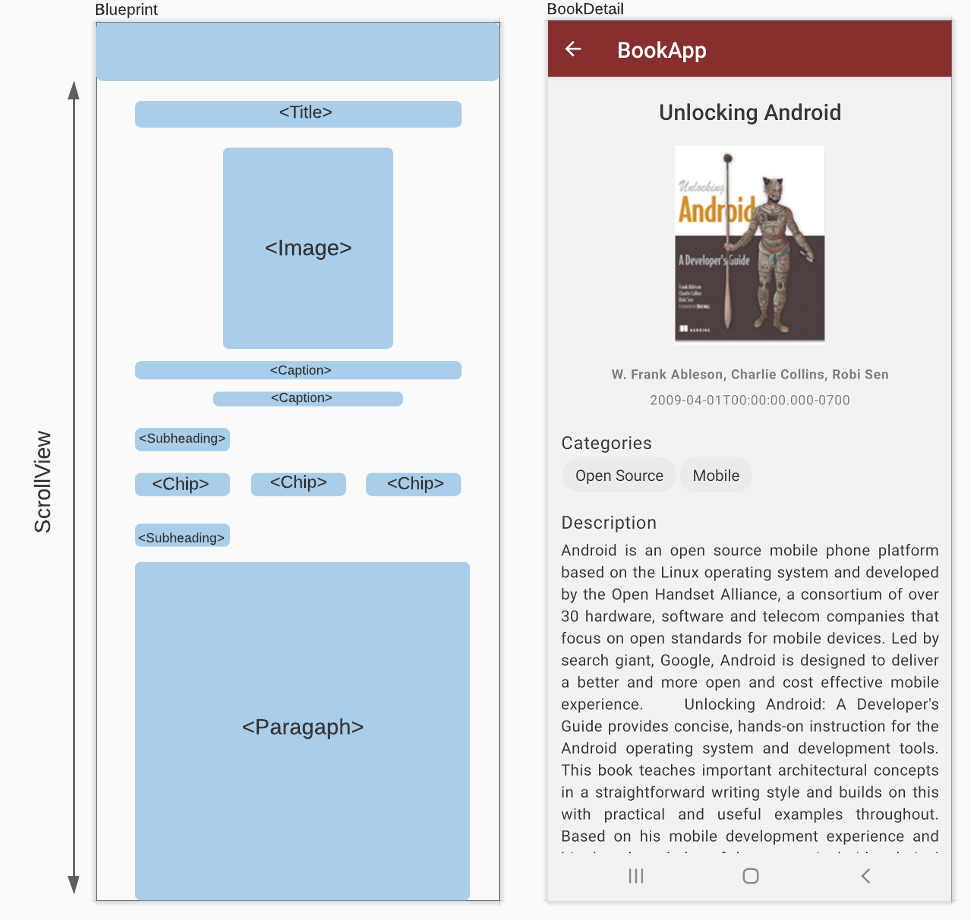 Blueprint
<Title>
<Image>
<Caption>
<Caption>
<Subheading>
<Chip> <Chip> <Chip>
<Subheading>
<Paragaph>
ScrollView
BookDetail
BookApp
Unlocking Android
Unlocking
Android
A Developer's Guide
Frank Ableson
Charlie Collins
Robi Sen
MANNING
W. Frank Ableson, Charlie Collins, Robi Sen
2009-04-01T00:00:00.000-0700
Categories
Open Source Mobile
Description
Android is an open source mobile phone platform
based on the Linux operating system and developed
by the Open Handset Alliance, a consortium of over
30 hardware, software and telecom companies that
focus on open standards for mobile devices. Led by
search giant, Google, Android is designed to deliver
a better and more open and cost effective mobile
experience. Unlocking Android: A Developer's
Guide provides concise, hands-on instruction for the
Android operating system and development tools.
This book teaches important architectural concepts
in a straightforward writing style and builds on this
with practical and useful examples throughout.
Based on his mobile development experience and